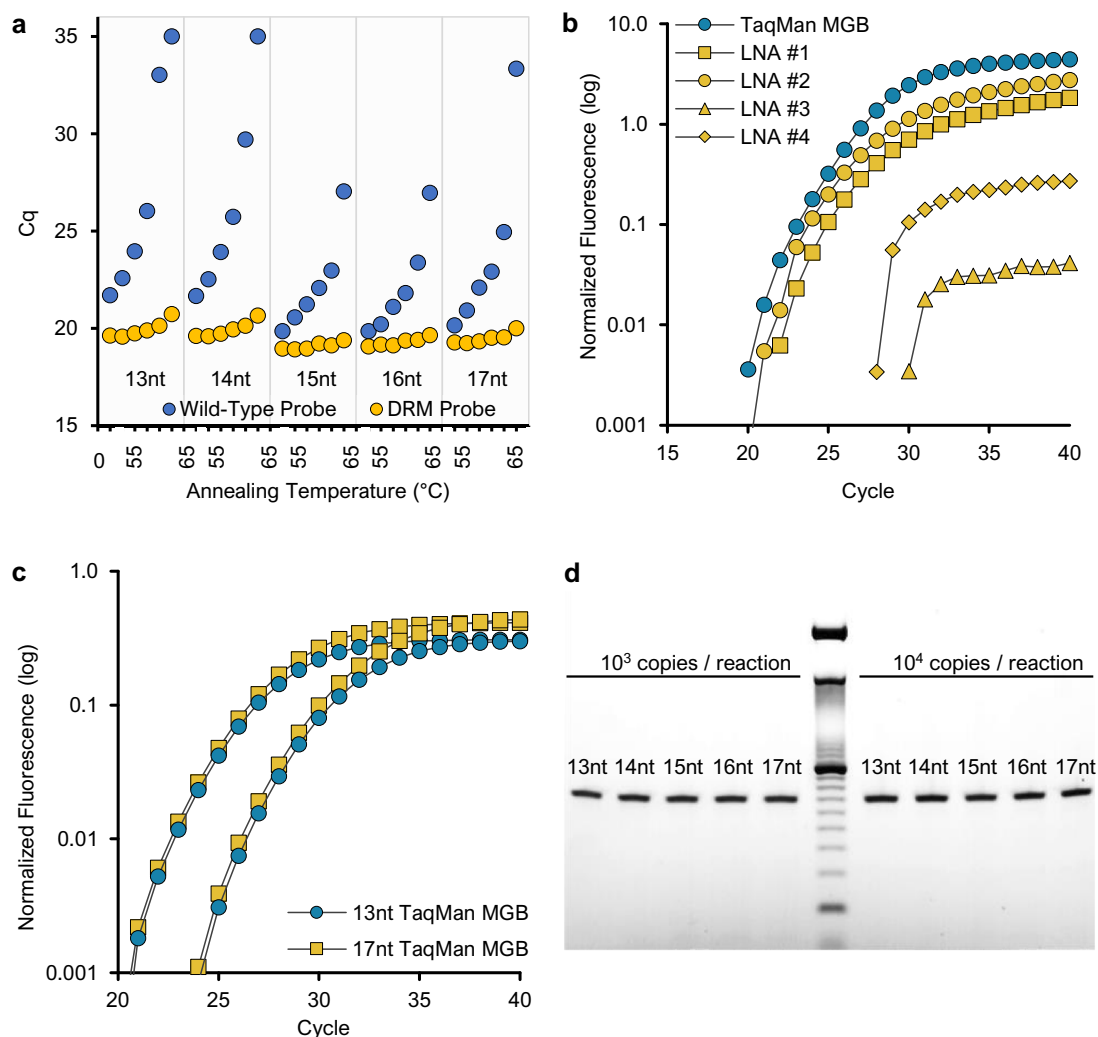 a
35
30
25
20
15
Cq
13nt 14nt 15nt 16nt 17nt
Wild-Type Probe DRM Probe
0 55 65 55 65 55 65 55 65 55 65
Annealing Temperature (°C)
b
10.0
1.0
0.1
0.01
0.001
Normalized Fluorescence (log)
TaqMan MGB
LNA #1
LNA #2
LNA #3
LNA #4
15 20 25 30 35 40
Cycle
c
1.0
0.1
0.01
0.001
Normalized Fluorescence (log)
13nt TaqMan MGB
17nt TaqMan MGB
20 25 30 35 40
Cycle
d
10³ copies / reaction 10⁴ copies / reaction
13nt 14nt 15nt 16nt 17nt 13nt 14nt 15nt 16nt 17nt